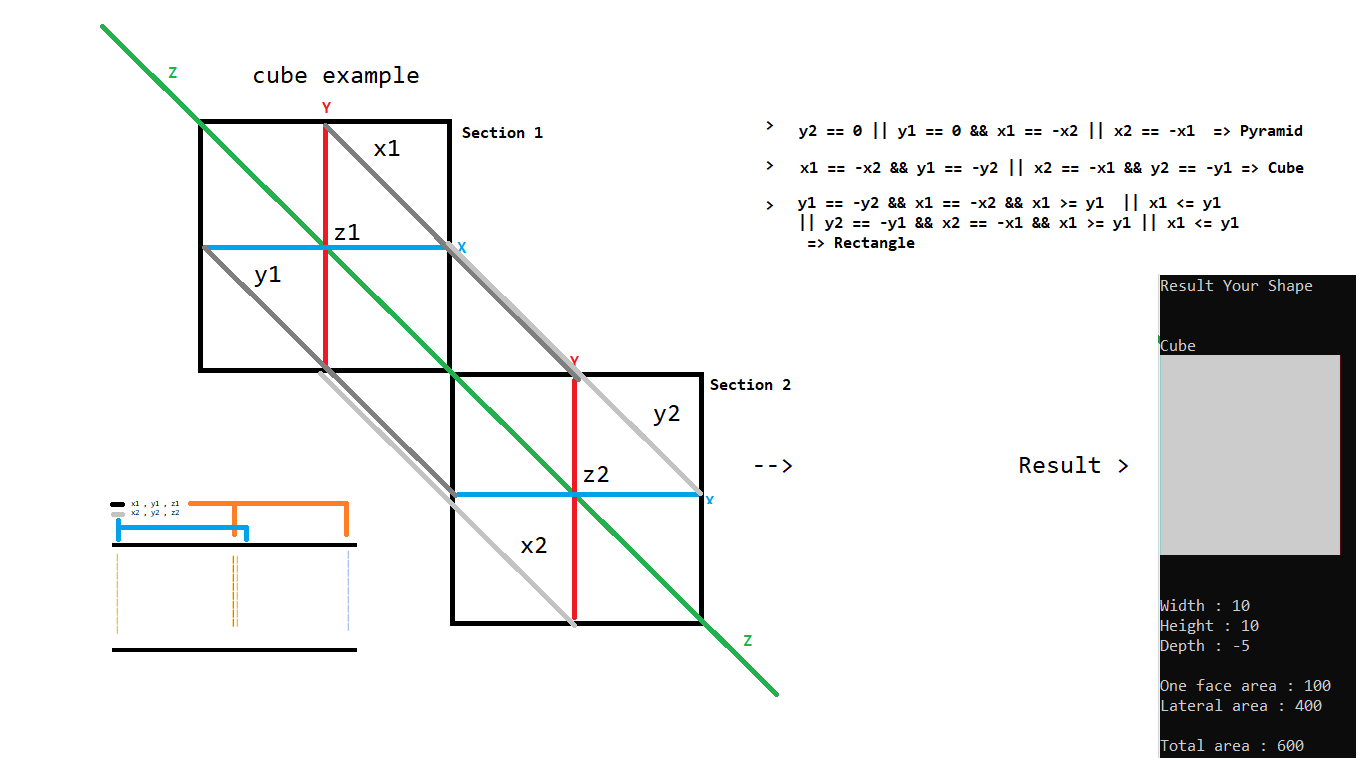 Z
cube example
Y
Section 1
x1
z1
X
y1
Y
Section 2
y2
z2
X
x2
Z
x1 , y1 , z1
x2 , y2 , z2
> y2 == 0 || y1 == 0 && x1 == -x2 || x2 == -x1 => Pyramid
> x1 == -x2 && y1 == -y2 || x2 == -x1 && y2 == -y1 => Cube
> y1 == -y2 && x1 == -x2 && x1 >= y1 || x1 <= y1
|| y2 == -y1 && x2 == -x1 && x1 >= y1 || x1 <= y1
=> Rectangle
-->
Result >
Result Your Shape
Cube
Width : 10
Height : 10
Depth : -5
One face area : 100
Lateral area : 400
Total area : 600